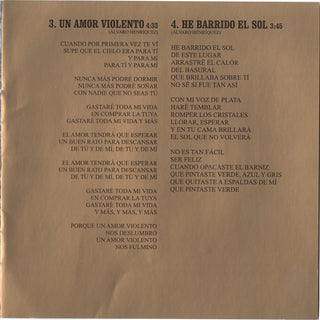 3. UN AMOR VIOLENTO 4:33
(ALVARO HENRIQUEZ)
CUANDO POR PRIMERA VEZ TE VÍ
SUPE QUE EL CIELO ERA PARA TÍ
Y PARA MÍ
PARA TÍ Y PARA MÍ
NUNCA MÁS PODRÉ DORMIR
NUNCA MÁS PODRÉ SOÑAR
CON NADIE QUE NO SEAS TÚ
GASTARÉ TODA MI VIDA
EN COMPRAR LA TUYA
GASTARÉ TODA MI VIDA Y MÁS
EL AMOR TENDRÁ QUE ESPERAR
UN BUEN RATO PARA DESCANSAR
DE TÚ Y DE MÍ, DE TÚ Y DE MÍ
EL AMOR TENDRÁ QUE ESPERAR
UN BUEN RATO PARA DESCANSAR
DE TÚ Y DE MÍ, DE TÚ Y DE MÍ
GASTARÉ TODA MI VIDA
EN COMPRAR LA TUYA
GASTARÉ TODA MI VIDA
Y MÁS, Y MÁS, Y MÁS
PORQUE UN AMOR VIOLENTO
NOS DESLUMBRÓ
UN AMOR VIOLENTO
NOS FULMINÓ
4. HE BARRIDO EL SOL 3:45
(ALVARO HENRIQUEZ)
HE BARRIDO EL SOL
DE ESTE LUGAR
ARRASTRÉ EL CALOR
DEL BASURAL
QUE BRILLABA SOBRE TÍ
NO SÉ SI FUE TAN ASÍ
CON MI VOZ DE PLATA
HARÉ TEMBLAR
ROMPER LOS CRISTALES
LLORAR, ESPERAR
Y EN TU CAMA BRILLARÁ
EL SOL QUE NO VOLVERÁ
NO ES TAN FÁCIL
SER FELIZ
CUANDO OPACASTE EL BARNIZ
QUE PINTASTE VERDE, AZUL Y GRIS
QUE QUITASTE A ESPALDAS DE MÍ
QUE PINTASTE VERDE